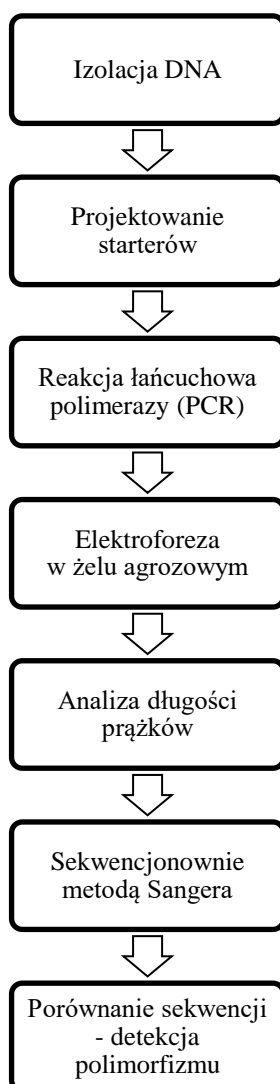 Izolacja DNA
Projektowanie
starterów
Reakcja łańcuchowa
polimerazy (PCR)
Elektroforeza
w żelu agrozowym
Analiza długości
prążków
Sekwencjonownie
metodą Sangera
Porównanie sekwencji
- detekcja
polimorfizmu